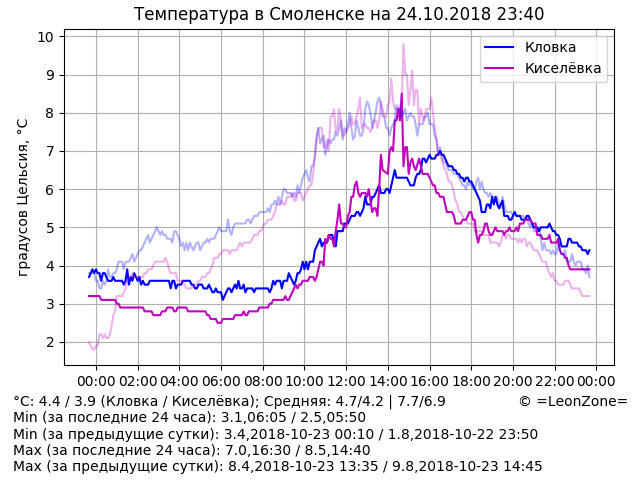 Температура в Смоленске на 24.10.2018 23:40
10
9
8
7
6
5
4
3
2
градусов Цельсия, °C
Кловка
Киселёвка
00:00 02:00 04:00 06:00 08:00 10:00 12:00 14:00 16:00 18:00 20:00 22:00 00:00
°C: 4.4 / 3.9 (Кловка / Киселёвка); Средняя: 4.7/4.2 | 7.7/6.9 © =LeonZone=
Min (за последние 24 часа): 3.1,06:05 / 2.5,05:50
Min (за предыдущие сутки): 3.4,2018-10-23 00:10 / 1.8,2018-10-22 23:50
Max (за последние 24 часа): 7.0,16:30 / 8.5,14:40
Max (за предыдущие сутки): 8.4,2018-10-23 13:35 / 9.8,2018-10-23 14:45